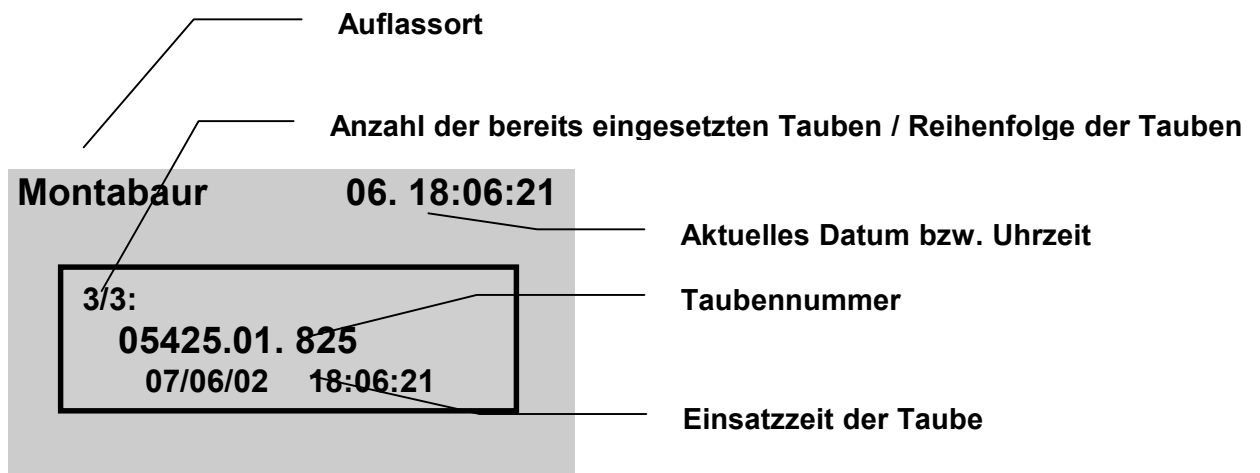 Auflassort
Anzahl der bereits eingesetzten Tauben / Reihenfolge der Tauben
Montabaur 06. 18:06:21
Aktuelles Datum bzw. Uhrzeit
3/3:
Taubennummer
05425.01. 825
07/06/02 18:06:21
Einsatzzeit der Taube